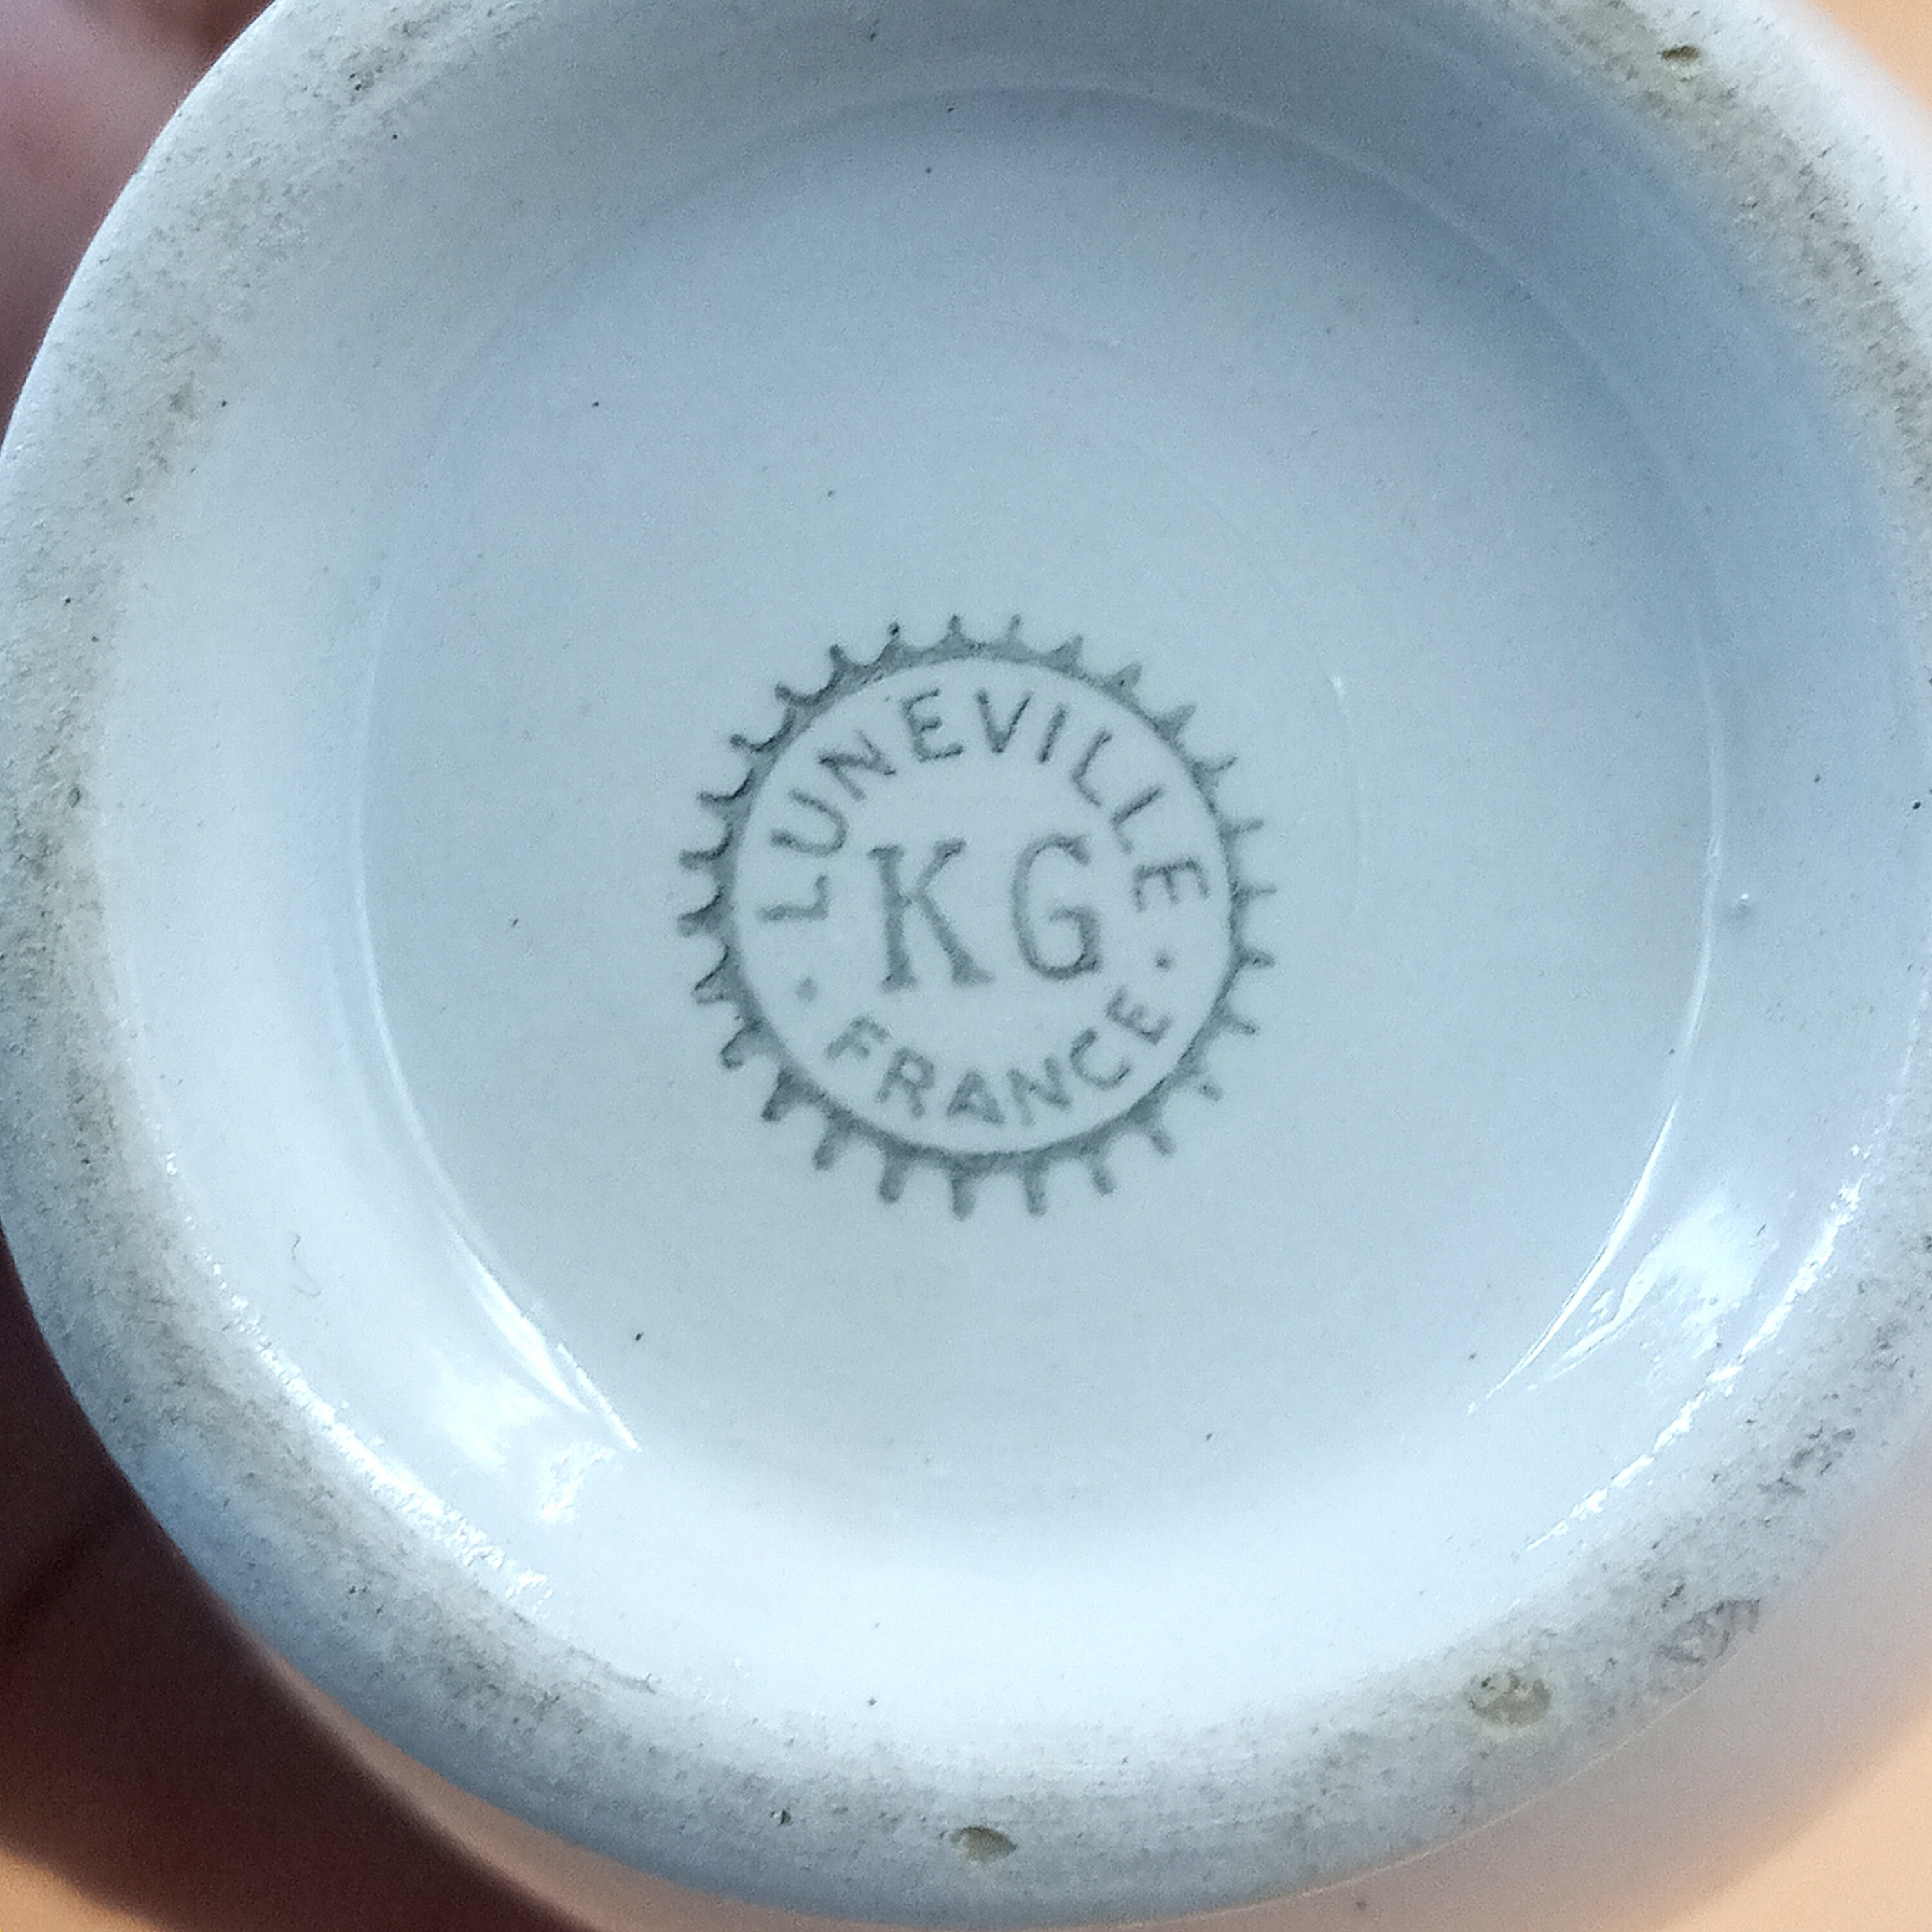 LUNEVILLE
KG
· FRANCE ·